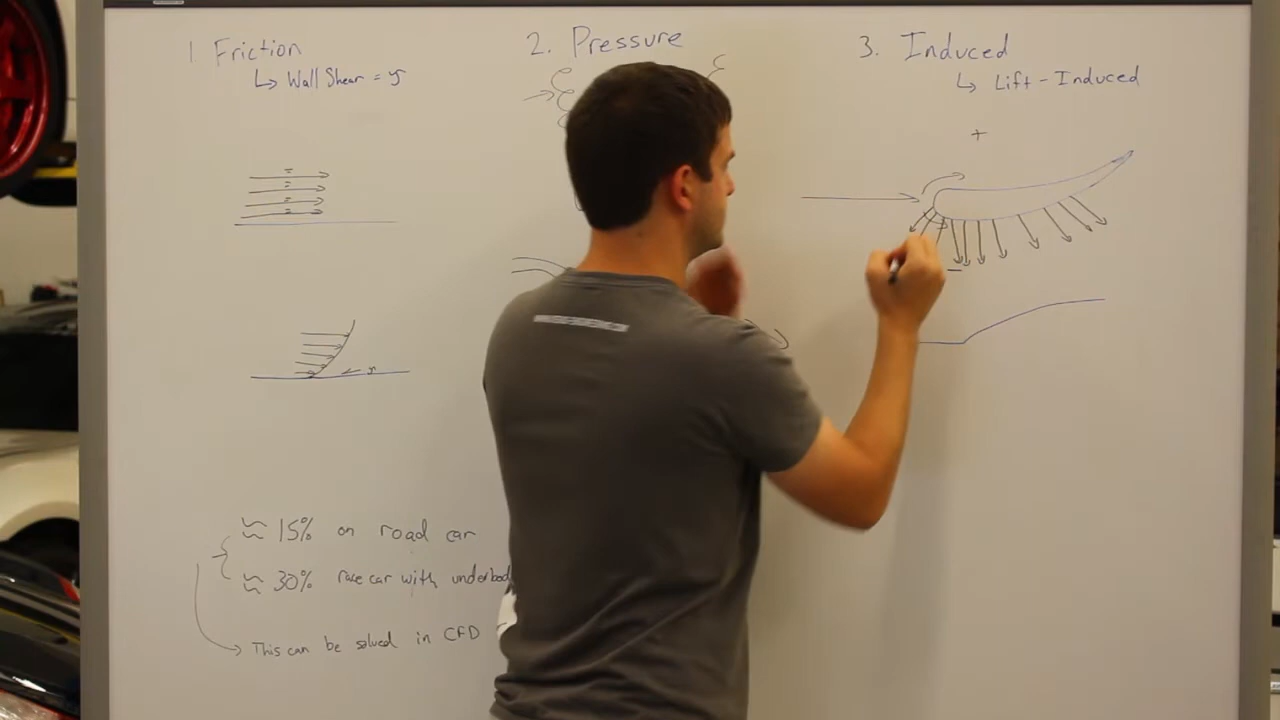 1 Friction
↳ Wall Shear = y
2. Pressure
3. Induced
↳ Lift-Induced
+
-
≈ 15% on road car
≈ 30% race car with underbod
This can be solved in CFD